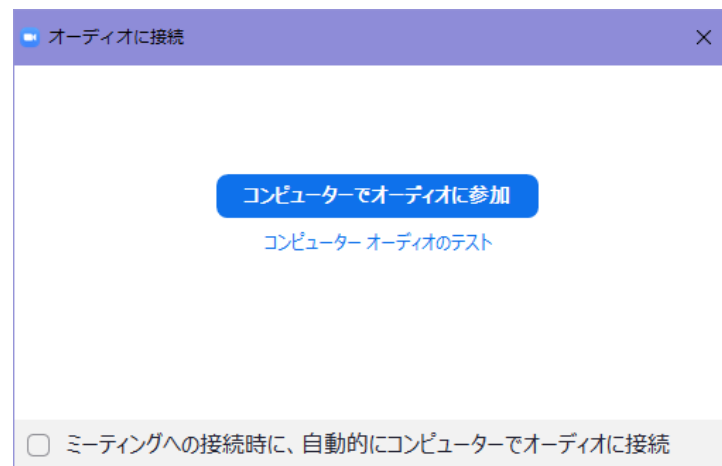 オーディオに接続
コンピューターでオーディオに参加
コンピューター オーディオのテスト
ミーティングへの接続時に、自動的にコンピューターでオーディオに接続